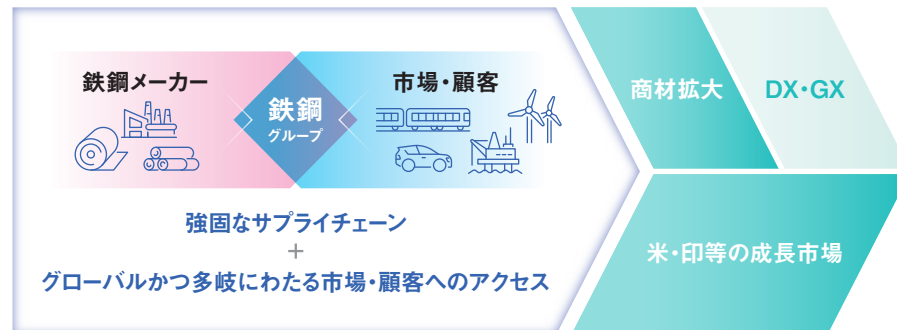 鉄鋼メーカー
鉄鋼
グループ
市場・顧客
強固なサプライチェーン
+
グローバルかつ多岐にわたる市場・顧客へのアクセス
商材拡大
DX・GX
米・印等の成長市場